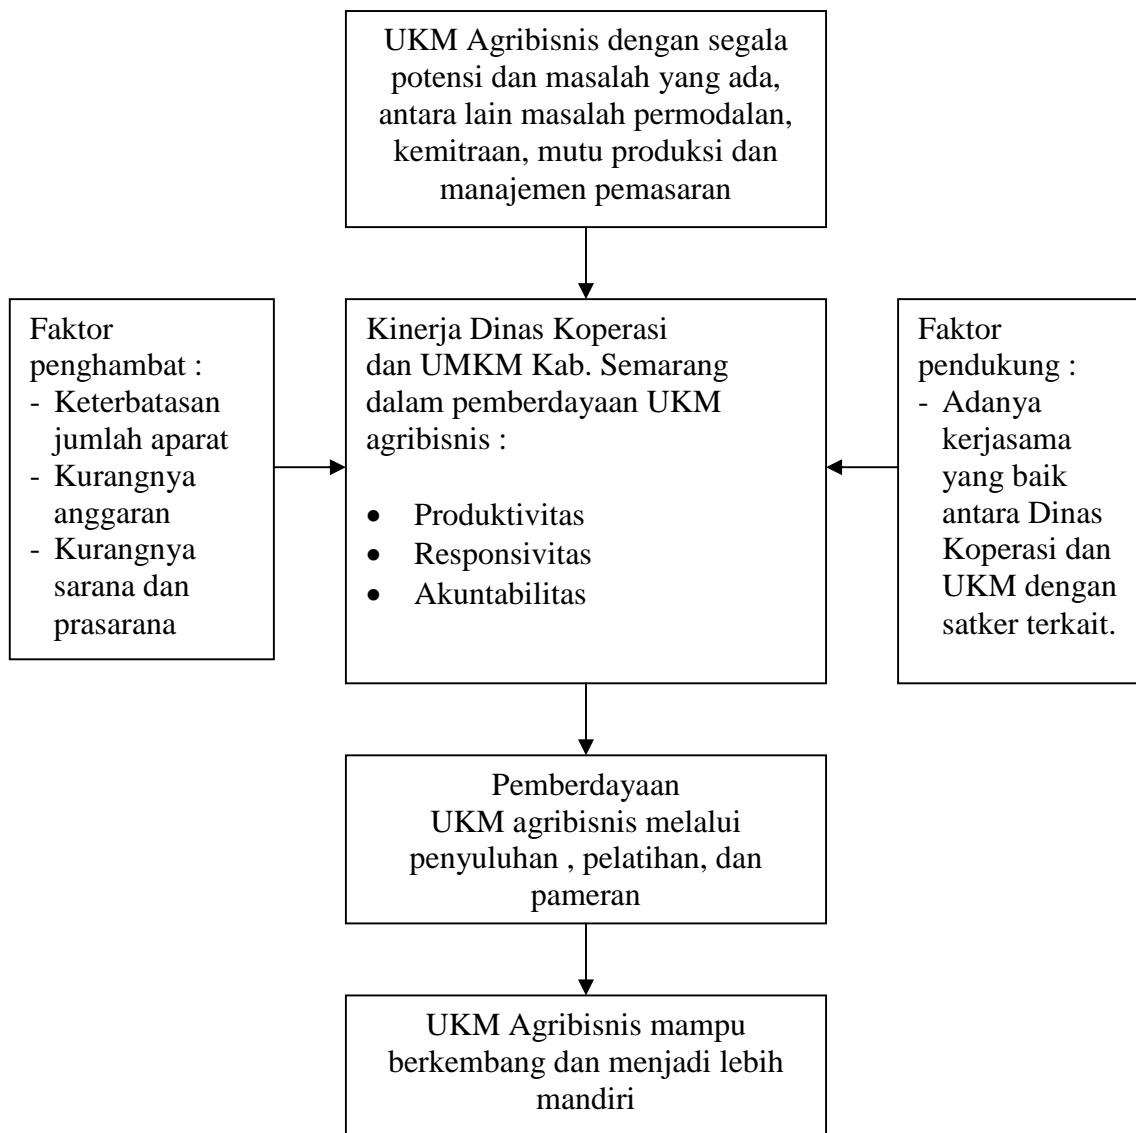 UKM Agribisnis dengan segala
potensi dan masalah yang ada,
antara lain masalah permodalan,
kemitraan, mutu produksi dan
manajemen pemasaran
Faktor
penghambat :
- Keterbatasan
jumlah aparat
- Kurangnya
anggaran
- Kurangnya
sarana dan
prasarana
Kinerja Dinas Koperasi
dan UMKM Kab. Semarang
dalam pemberdayaan UKM
agribisnis :
• Produktivitas
• Responsivitas
• Akuntabilitas
Faktor
pendukung :
- Adanya
kerjasama
yang baik
antara Dinas
Koperasi dan
UKM dengan
satker terkait.
Pemberdayaan
UKM agribisnis melalui
penyuluhan , pelatihan, dan
pameran
UKM Agribisnis mampu
berkembang dan menjadi lebih
mandiri